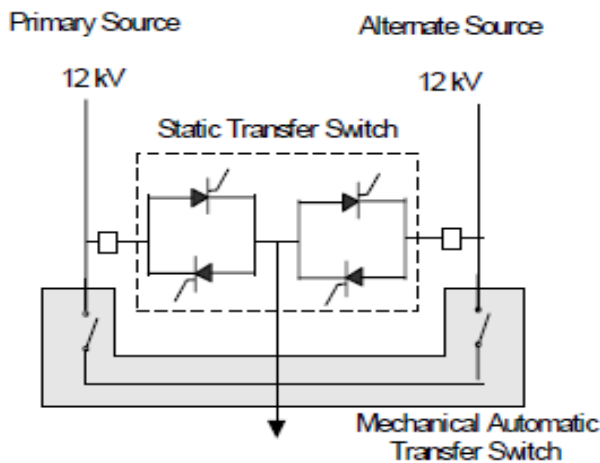 Primary Source
Alternate Source
12 kV
12 kV
Static Transfer Switch
Mechanical Automatic
Transfer Switch